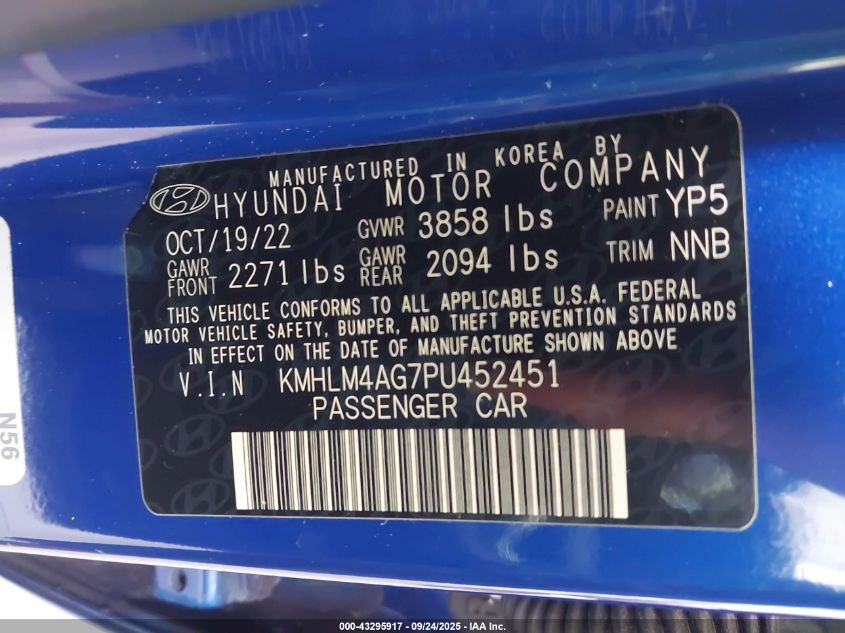 MANUFACTURED IN KOREA BY
HYUNDAI MOTOR COMPANY
OCT/19/22 GVWR 3858 lbs PAINT YP5
GAWR FRONT 2271 lbs GAWR REAR 2094 lbs TRIM NNB
THIS VEHICLE CONFORMS TO ALL APPLICABLE U.S.A. FEDERAL
MOTOR VEHICLE SAFETY, BUMPER, AND THEFT PREVENTION STANDARDS
IN EFFECT ON THE DATE OF MANUFACTURE SHOWN ABOVE
V.I.N KMHLM4AG7PU452451
PASSENGER CAR
N56
000-43295917 - 09/24/2025 - IAA Inc.